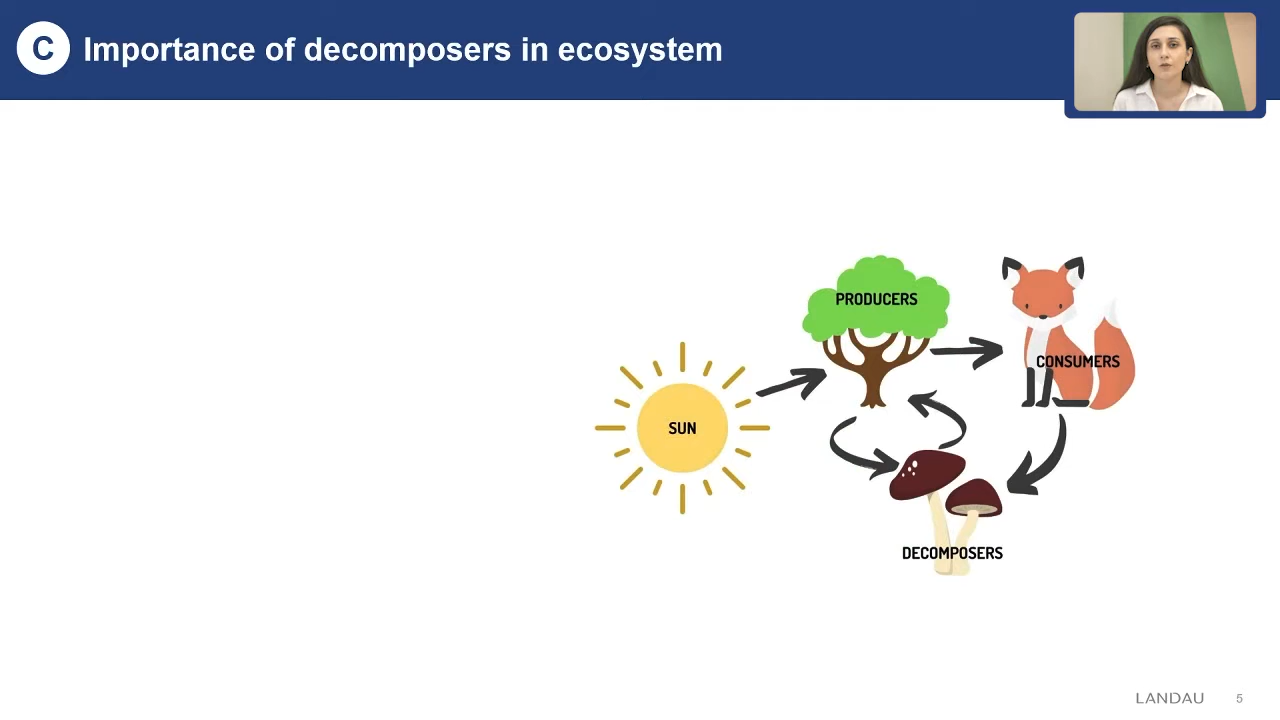 C
Importance of decomposers in ecosystem
PRODUCERS
CONSUMERS
SUN
DECOMPOSERS
LANDAU
5